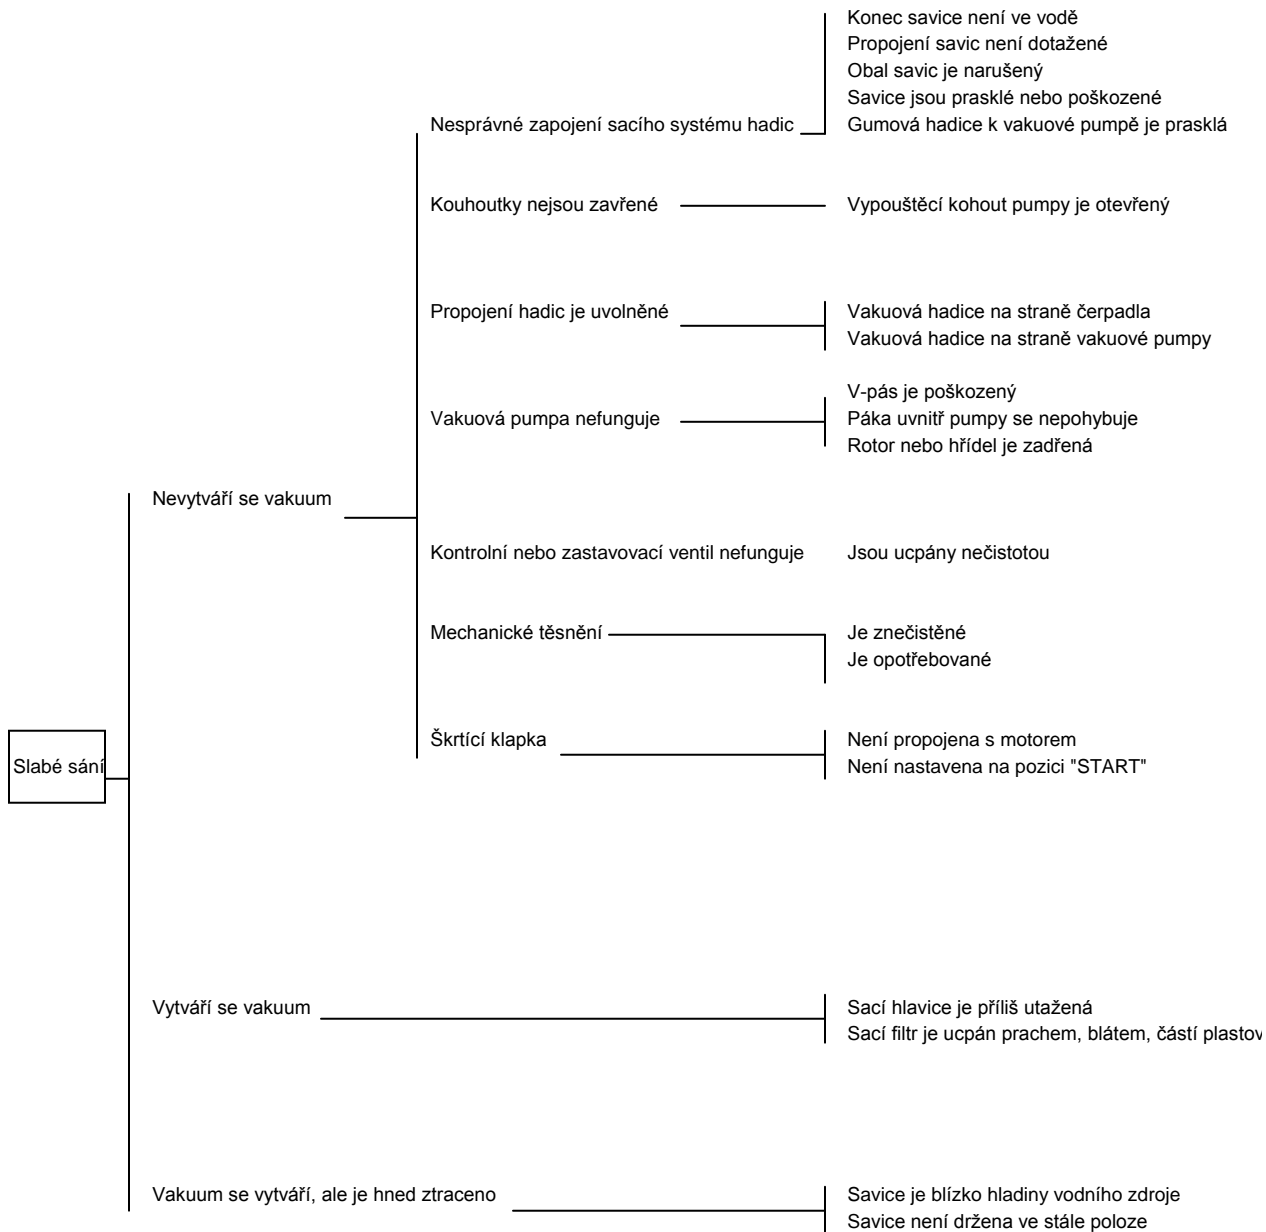 Konec savice není ve vodě
Propojení savic není dotažené
Obal savic je narušený
Savice jsou prasklé nebo poškozené
Nesprávné zapojení sacího systému hadic
Gumová hadice k vakuové pumpě je prasklá
Kouhoutky nejsou zavřené
Vypouštěcí kohout pumpy je otevřený
Propojení hadic je uvolněné
Vakuová hadice na straně čerpadla
Vakuová hadice na straně vakuové pumpy
V-pás je poškozený
Vakuová pumpa nefunguje
Páka uvnitř pumpy se nepohybuje
Rotor nebo hřídel je zadřená
Nevytváří se vakuum
Kontrolní nebo zastavovací ventil nefunguje
Jsou ucpány nečistotou
Mechanické těsnění
Je znečistěné
Je opotřebované
Škrtící klapka
Není propojena s motorem
Není nastavena na pozici "START"
Slabé sání
Vytváří se vakuum
Sací hlavice je příliš utažená
Sací filtr je ucpán prachem, blátem, částí plastov
Vakuum se vytváří, ale je hned ztraceno
Savice je blízko hladiny vodního zdroje
Savice není držena ve stále poloze